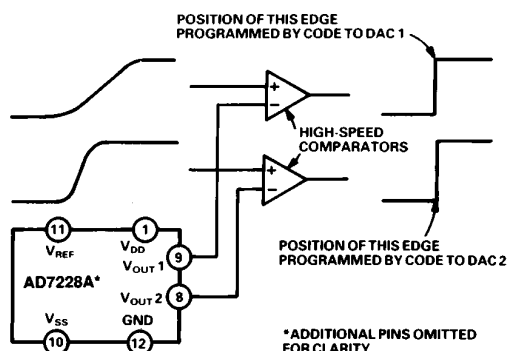 POSITION OF THIS EDGE
PROGRAMMED BY CODE TO DAC 1
+
−
HIGH-SPEED
COMPARATORS
+
−
11
1
VREF
VDD
VOUT 1
9
AD7228A*
VOUT 2
8
VSS
GND
10
12
POSITION OF THIS EDGE
PROGRAMMED BY CODE TO DAC 2
*ADDITIONAL PINS OMITTED
FOR CLARITY